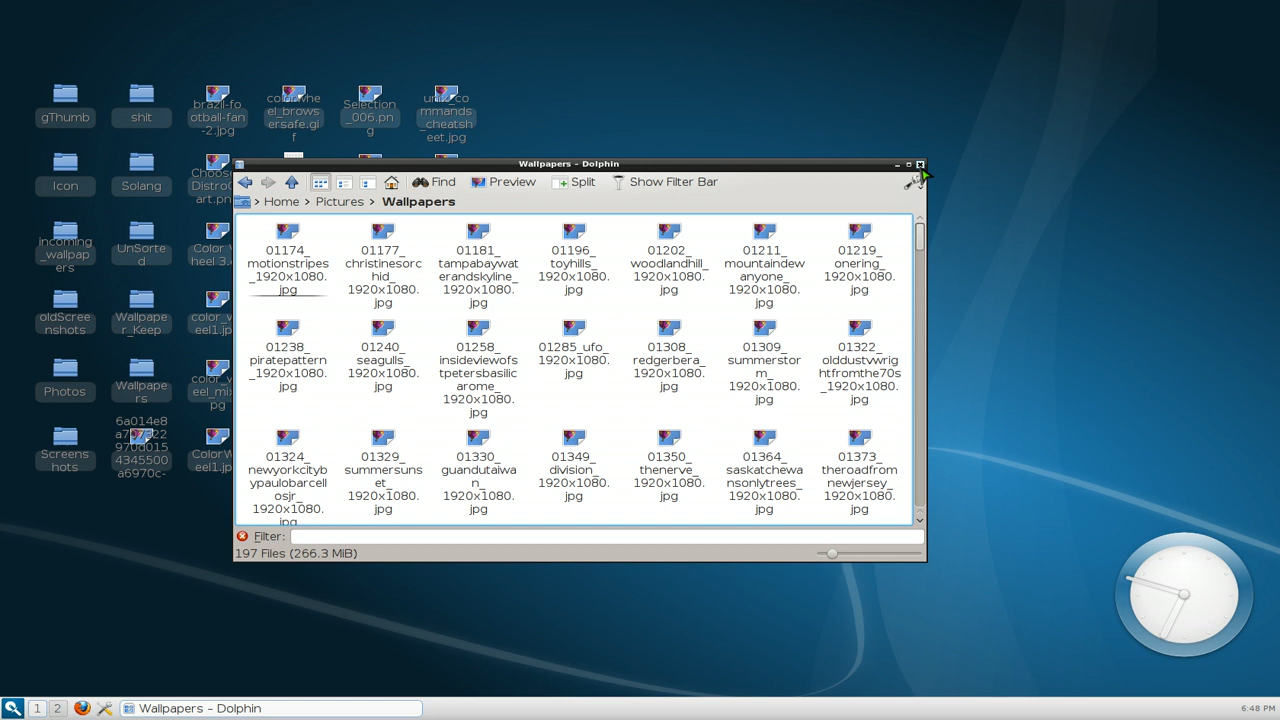 gThumb
shit
brazil-fo
otball-fan
-2.jpg
colorwhe
el_brows
ersafe.gi
f
Selection
_006.pn
g
unix_co
mmands
_cheatsh
eet.jpg
Icon
Solang
Choose
Distro
art.pn
incoming
_wallpap
ers
UnSorte
d
Color W
heel 3.
oldScree
nshots
Wallpape
r_Keep
color_w
heel1.jp
Photos
Wallpape
rs
color_w
eel_mi
pg
Screens
hots
6a014e8
970d015
4345500
a6970c-
ColorW
eel1.jp
Wallpapers – Dolphin
Find
Preview
Split
Show Filter Bar
> Home > Pictures > Wallpapers
01174_
motionstripes
_1920x1080.
jpg
01177_
christinesorc
hid_
1920x1080.
jpg
01181_
tampabaywat
erandskyline_
1920x1080.
jpg
01196_
toyhills_
1920x1080.
jpg
01202_
woodlandhill_
1920x1080.
jpg
01211_
mountaindew
anyone_
1920x1080.
jpg
01219_
onering_
1920x1080.
jpg
01238_
piratepattern
_1920x1080.
jpg
01240_
seagulls_
1920x1080.
jpg
01258_
insideviewofs
tpetersbasilic
arome_
1920x1080.
jpg
01285_ufo_
1920x1080.
jpg
01308_
redgerbera_
1920x1080.
jpg
01309_
summerstor
m_
1920x1080.
jpg
01322_
olddustvwrig
htfromthe70s
_1920x1080.
jpg
01324_
newyorkcityb
ypaulobarcel
losjr_
1920x1080.
jpg
01329_
summersuns
et_
1920x1080.
jpg
01330_
guandutaiwa
n_
1920x1080.
jpg
01349_
division_
1920x1080.
jpg
01350_
thenerve_
1920x1080.
jpg
01364_
saskatchewa
nsonlytrees_
1920x1080.
jpg
01373_
theroadfrom
newjersey_
1920x1080.
jpg
Filter:
197 Files (266.3 MiB)
1 2
Wallpapers – Dolphin
6:48 PM